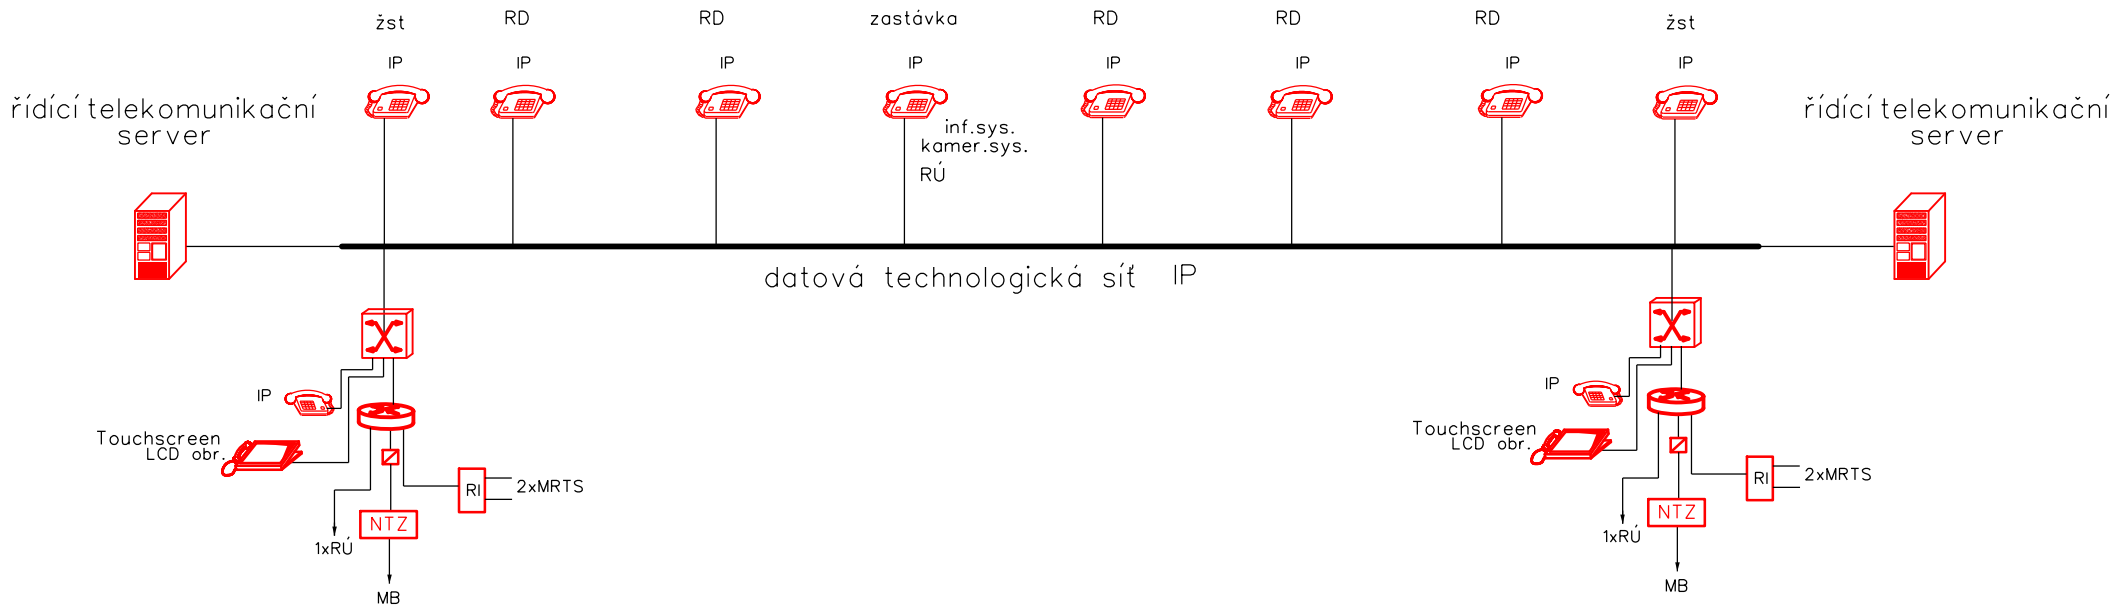 žst
RD
RD
zastávka
RD
RD
RD
žst
IP
IP
IP
IP
IP
IP
IP
IP
řídící telekomunikační
server
inf.sys.
kamer.sys.
RÚ
řídící telekomunikační
server
datová technologická síť IP
IP
Touchscreen
LCD obr.
RI
2xMRTS
NTZ
1xRÚ
MB
IP
Touchscreen
LCD obr.
RI
2xMRTS
NTZ
1xRÚ
MB